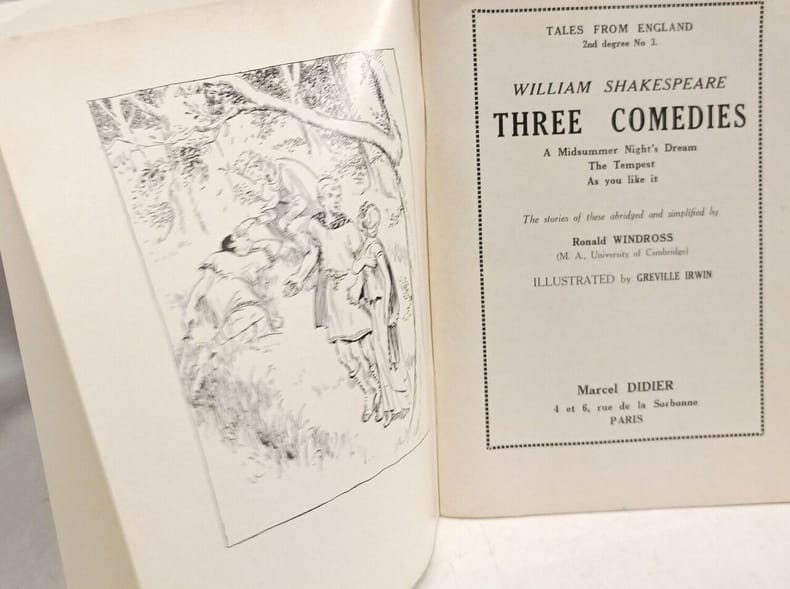 TALES FROM ENGLAND
2nd degree No 3.
WILLIAM SHAKESPEARE
THREE COMEDIES
A Midsummer Night's Dream
The Tempest
As you like it
The stories of these abridged and simplified by
Ronald WINDROSS
(M. A., University of Cambridge)
ILLUSTRATED by GREVILLE IRWIN
Marcel DIDIER
4 et 6, rue de la Sorbonne
PARIS